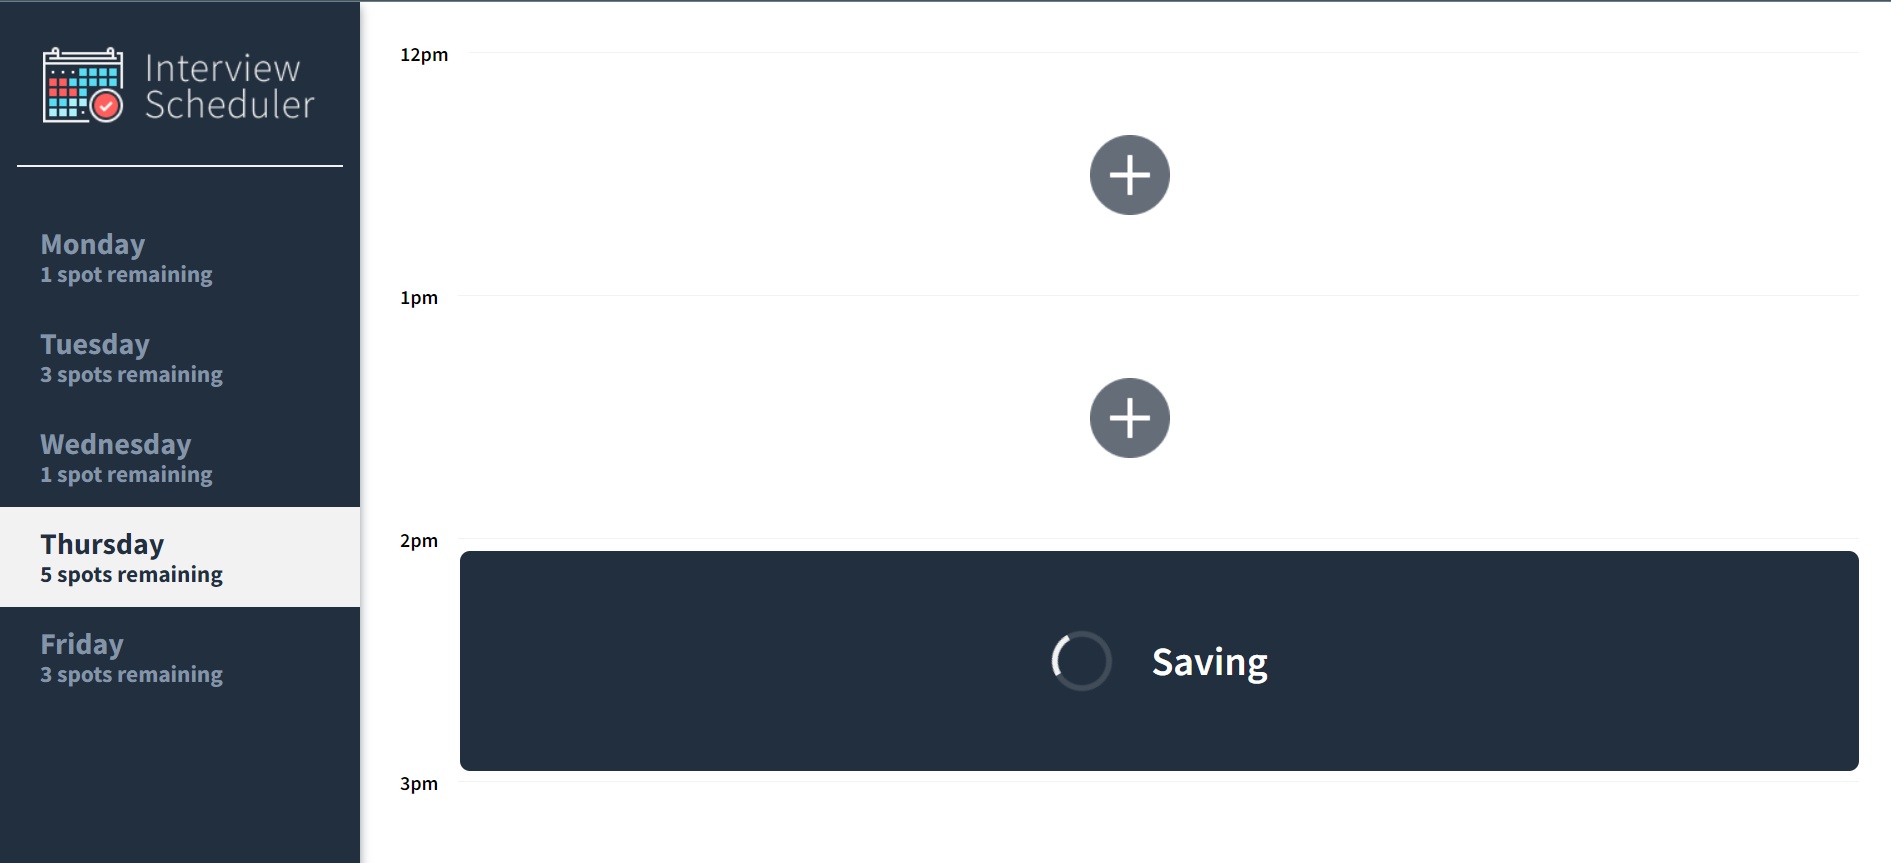 Interview
Scheduler
Monday
1 spot remaining
Tuesday
3 spots remaining
Wednesday
1 spot remaining
Thursday
5 spots remaining
Friday
3 spots remaining
12pm
1pm
2pm
Saving
3pm